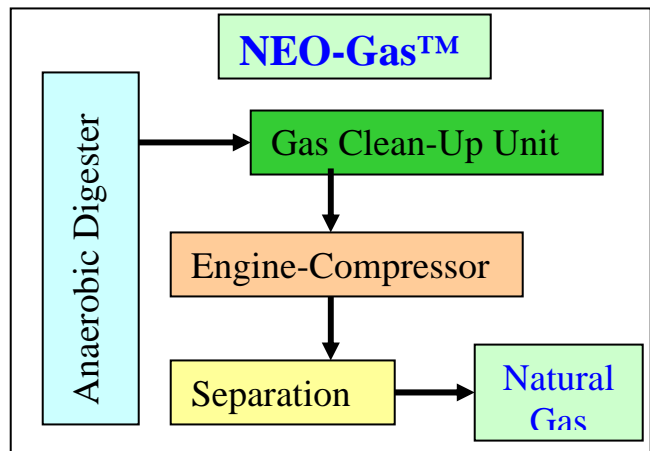 NEO-Gas™
Anaerobic Digester
Gas Clean-Up Unit
Engine-Compressor
Separation
Natural
Gas